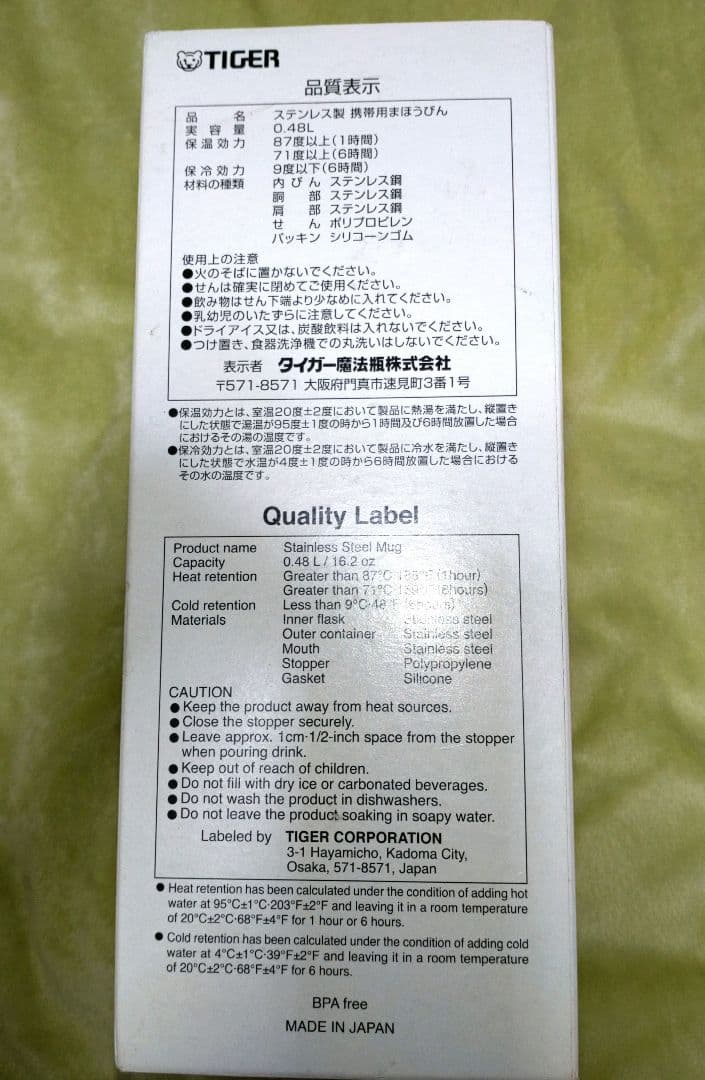 TIGER
品質表示
品名 ステンレス製 携帯用まほうびん
実容量 0.48L
保温効力 87度以上(1時間)
71度以上(6時間)
保冷効力 9度以下(6時間)
材料の種類 内びん ステンレス鋼
胴部 ステンレス鋼
肩部 ステンレス鋼
せん ポリプロピレン
パッキン シリコーンゴム
使用上の注意
●火のそばに置かないでください。
●せんは確実に閉めてご使用ください。
●飲み物はせん下端より少なめに入れてください。
●乳幼児のいたずらに注意してください。
●ドライアイス又は、炭酸飲料は入れないでください。
●つけ置き、食器洗浄機での丸洗いはしないでください。
表示者 タイガー魔法瓶株式会社
〒571-8571 大阪府門真市速見町3番1号
●保温効力とは、室温20度±2度において製品に熱湯を満たし、縦置き
にした状態で湯温が95度±1度の時から1時間及び6時間放置した場合
におけるその湯の温度です。
●保冷効力とは、室温20度±2度において製品に冷水を満たし、縦置き
にした状態で水温が4度±1度の時から6時間放置した場合における
その水の温度です。
Quality Label
Product name Stainless Steel Mug
Capacity 0.48 L / 16.2 oz
Heat retention Greater than 87°C (1hour)
Greater than 71°C (6hours)
Cold retention Less than 9°C·48°F (6hours)
Materials Inner flask Stainless steel
Outer container Stainless steel
Mouth Stainless steel
Stopper Polypropylene
Gasket Silicone
CAUTION
● Keep the product away from heat sources.
● Close the stopper securely.
● Leave approx. 1cm·1/2-inch space from the stopper
when pouring drink.
● Keep out of reach of children.
● Do not fill with dry ice or carbonated beverages.
● Do not wash the product in dishwashers.
● Do not leave the product soaking in soapy water.
Labeled by TIGER CORPORATION
3-1 Hayamicho, Kadoma City,
Osaka, 571-8571, Japan
● Heat retention has been calculated under the condition of adding hot
water at 95°C±1°C·203°F±2°F and leaving it in a room temperature
of 20°C±2°C·68°F±4°F for 1 hour or 6 hours.
● Cold retention has been calculated under the condition of adding cold
water at 4°C±1°C·39°F±2°F and leaving it in a room temperature
of 20°C±2°C·68°F±4°F for 6 hours.
BPA free
MADE IN JAPAN